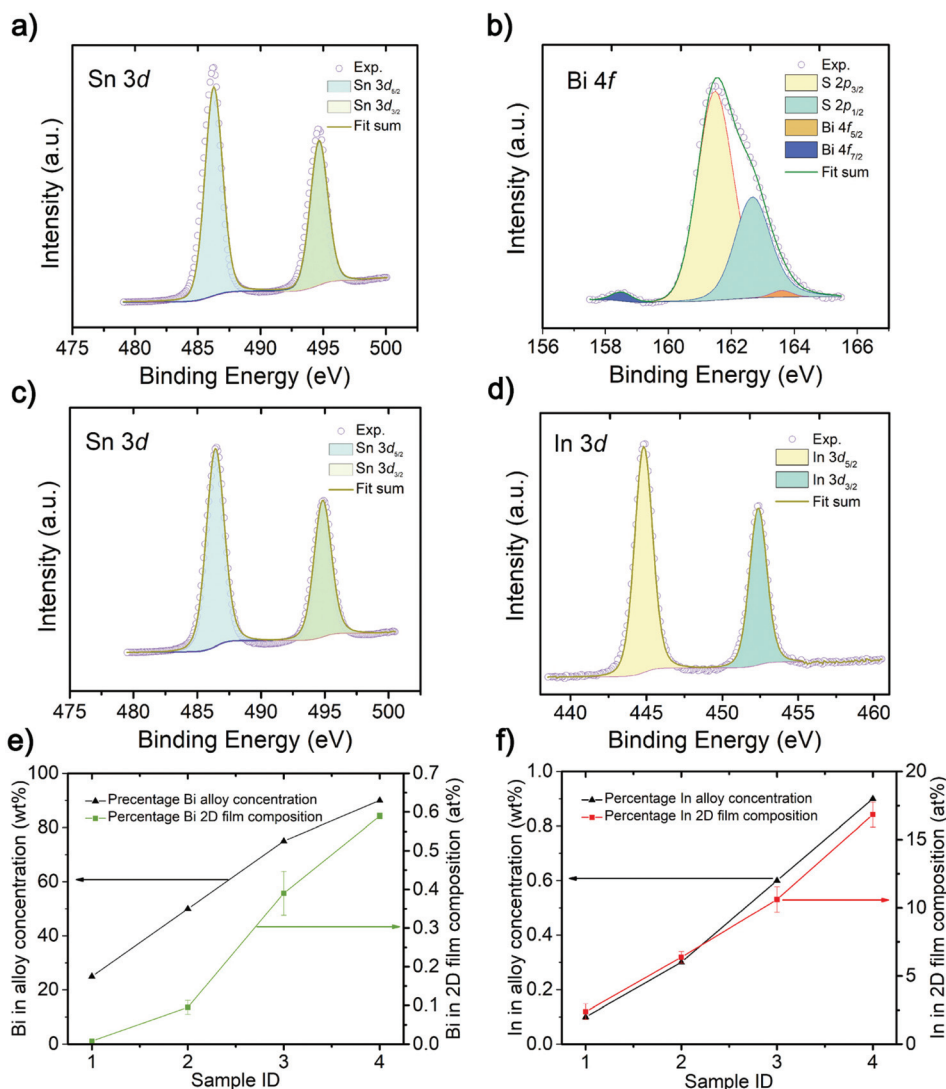 a)
Sn 3d
Exp.
Sn 3d5/2
Sn 3d3/2
Fit sum
Intensity (a.u.)
475 480 485 490 495 500
Binding Energy (eV)
b)
Bi 4f
Exp.
S 2p3/2
S 2p1/2
Bi 4f5/2
Bi 4f7/2
Fit sum
Intensity (a.u.)
156 158 160 162 164 166
Binding Energy (eV)
c)
Sn 3d
Exp.
Sn 3d5/2
Sn 3d3/2
Fit sum
Intensity (a.u.)
475 480 485 490 495 500
Binding Energy (eV)
d)
In 3d
Exp.
In 3d5/2
In 3d3/2
Fit sum
Intensity (a.u.)
440 445 450 455 460
Binding Energy (eV)
e)
Precentage Bi alloy concentration
Percentage Bi 2D film composition
Bi in alloy concentration (wt%)
100
80
60
40
20
0
Bi in 2D film composition (at%)
0.7
0.6
0.5
0.4
0.3
0.2
0.1
0.0
1 2 3 4
Sample ID
f)
Percentage In alloy concentration
Percentage In 2D film composition
In in alloy concentration (wt%)
1.0
0.8
0.6
0.4
0.2
0.0
In in 2D film composition (at%)
20
15
10
5
0
1 2 3 4
Sample ID